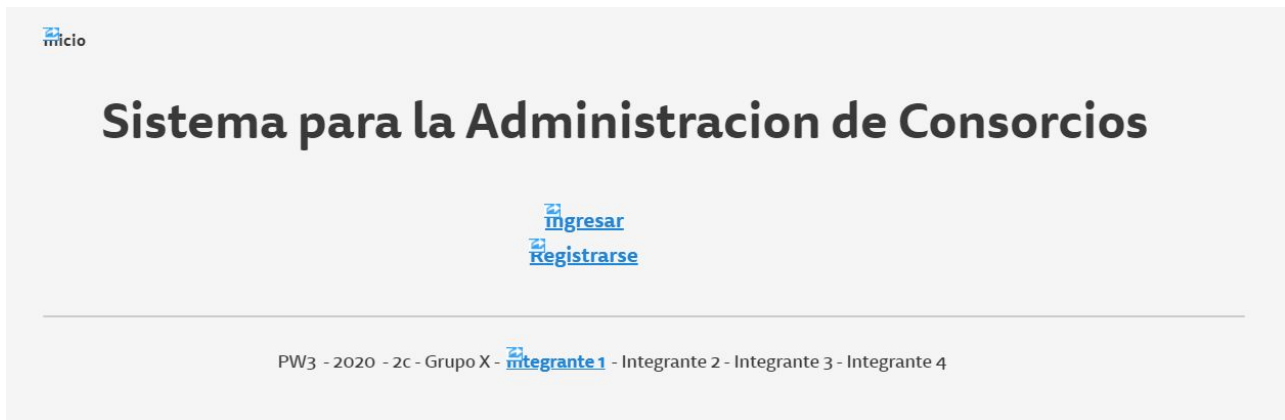 Inicio
Sistema para la Administracion de Consorcios
Ingresar
Registrarse
PW3 - 2020 - 2c - Grupo X - Integrante 1 - Integrante 2 - Integrante 3 - Integrante 4